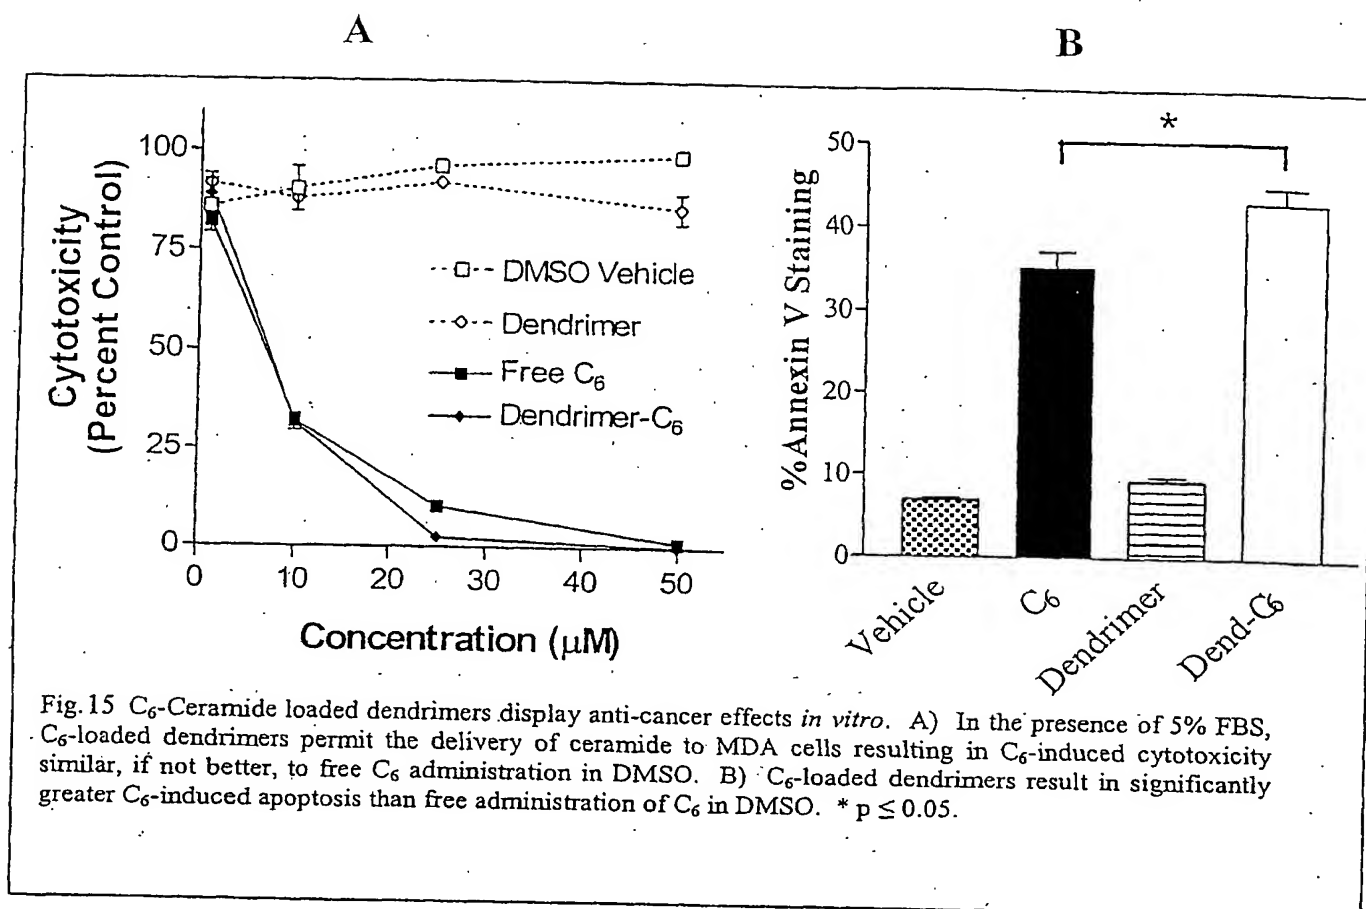 A
B
Cytotoxicity
(Percent Control)
100
75
50
25
0
0 10 20 30 40 50
Concentration (μM)
DMSO Vehicle
Dendrimer
Free C₆
Dendrimer-C₆
*
%Annexin V Staining
50
40
30
20
10
0
Vehicle
C₆
Dendrimer
Dend-C₆
Fig. 15 C₆-Ceramide loaded dendrimers display anti-cancer effects in vitro. A) In the presence of 5% FBS,
C₆-loaded dendrimers permit the delivery of ceramide to MDA cells resulting in C₆-induced cytotoxicity
similar, if not better, to free C₆ administration in DMSO. B) C₆-loaded dendrimers result in significantly
greater C₆-induced apoptosis than free administration of C₆ in DMSO. * p ≤ 0.05.